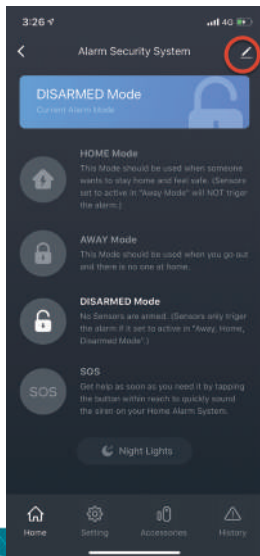 3:26
4G
Alarm Security System
DISARMED Mode
Current Alarm Mode
HOME Mode
This Mode should be used when someone
wants to stay home and feel safe. (Sensors
set to active in "Away Mode" will NOT triger
the alarm.)
AWAY Mode
This Mode should be used when you go out
and there is no one at home.
DISARMED Mode
No Sensors are armed. (Sensors only triger
the alarm if it set to active in "Away, Home,
Disarmed Mode".)
SOS
SOS
Get help as soon as you need it by tapping
the button within reach to quickly sound
the siren on your Home Alarm System.
Night Lights
Home Setting Accessories History